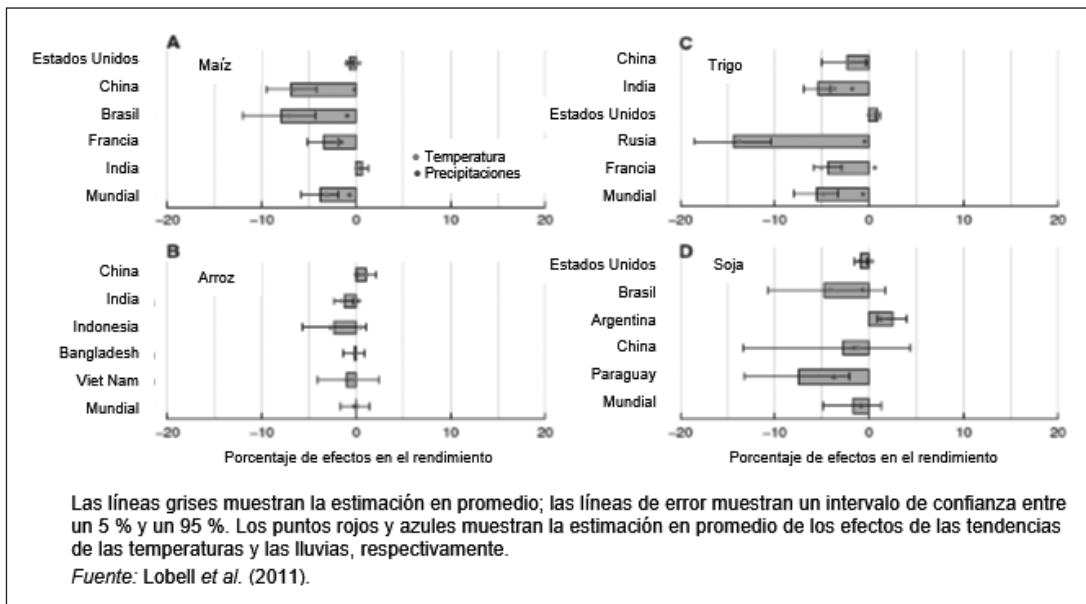 A
Maíz
Estados Unidos
China
Brasil
Francia
India
Mundial
Temperatura
Precipitaciones
−20 −10 0 10 20
C
Trigo
China
India
Estados Unidos
Rusia
Francia
Mundial
−20 −10 0 10 20
B
Arroz
China
India
Indonesia
Bangladesh
Viet Nam
Mundial
−20 −10 0 10 20
Porcentaje de efectos en el rendimiento
D
Soja
Estados Unidos
Brasil
Argentina
China
Paraguay
Mundial
−20 −10 0 10 20
Porcentaje de efectos en el rendimiento
Las líneas grises muestran la estimación en promedio; las líneas de error muestran un intervalo de confianza entre
un 5 % y un 95 %. Los puntos rojos y azules muestran la estimación en promedio de los efectos de las tendencias
de las temperaturas y las lluvias, respectivamente.
Fuente: Lobell et al. (2011).